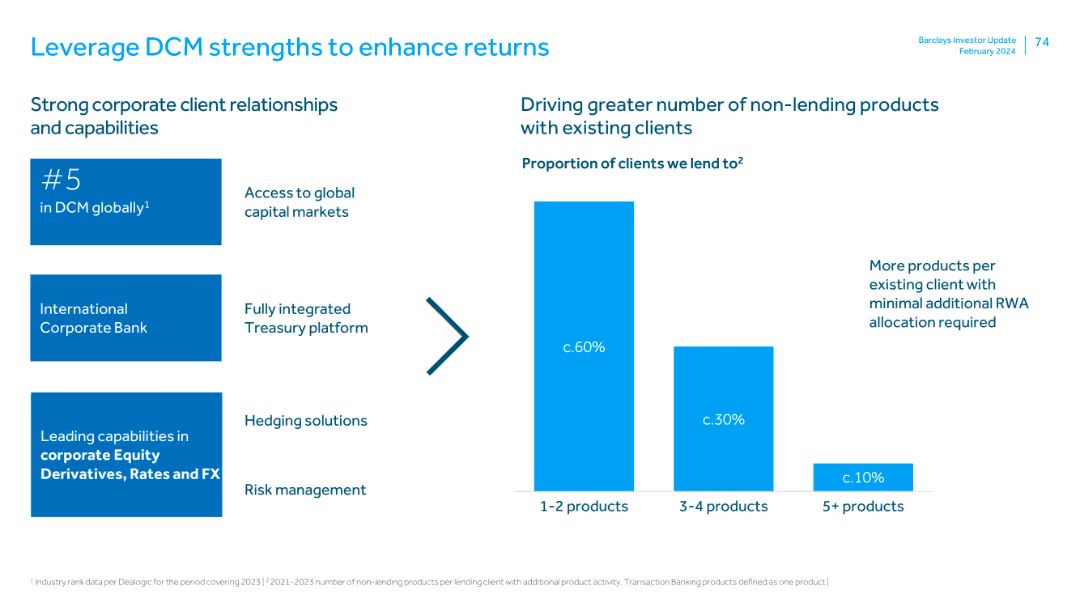 Leverage DCM strengths to enhance returns
Barclays Investor Update
February 2024
74
Strong corporate client relationships
and capabilities
#5
in DCM globally¹
Access to global
capital markets
International
Corporate Bank
Fully integrated
Treasury platform
Leading capabilities in
corporate Equity
Derivatives, Rates and FX
Hedging solutions
Risk management
Driving greater number of non-lending products
with existing clients
Proportion of clients we lend to²
c.60%
c.30%
c.10%
1-2 products
3-4 products
5+ products
More products per
existing client with
minimal additional RWA
allocation required
¹ Industry rank data per Dealogic for the period covering 2023 | ² 2021-2023 number of non-lending products per lending client with additional product activity. Transaction Banking products defined as one product |